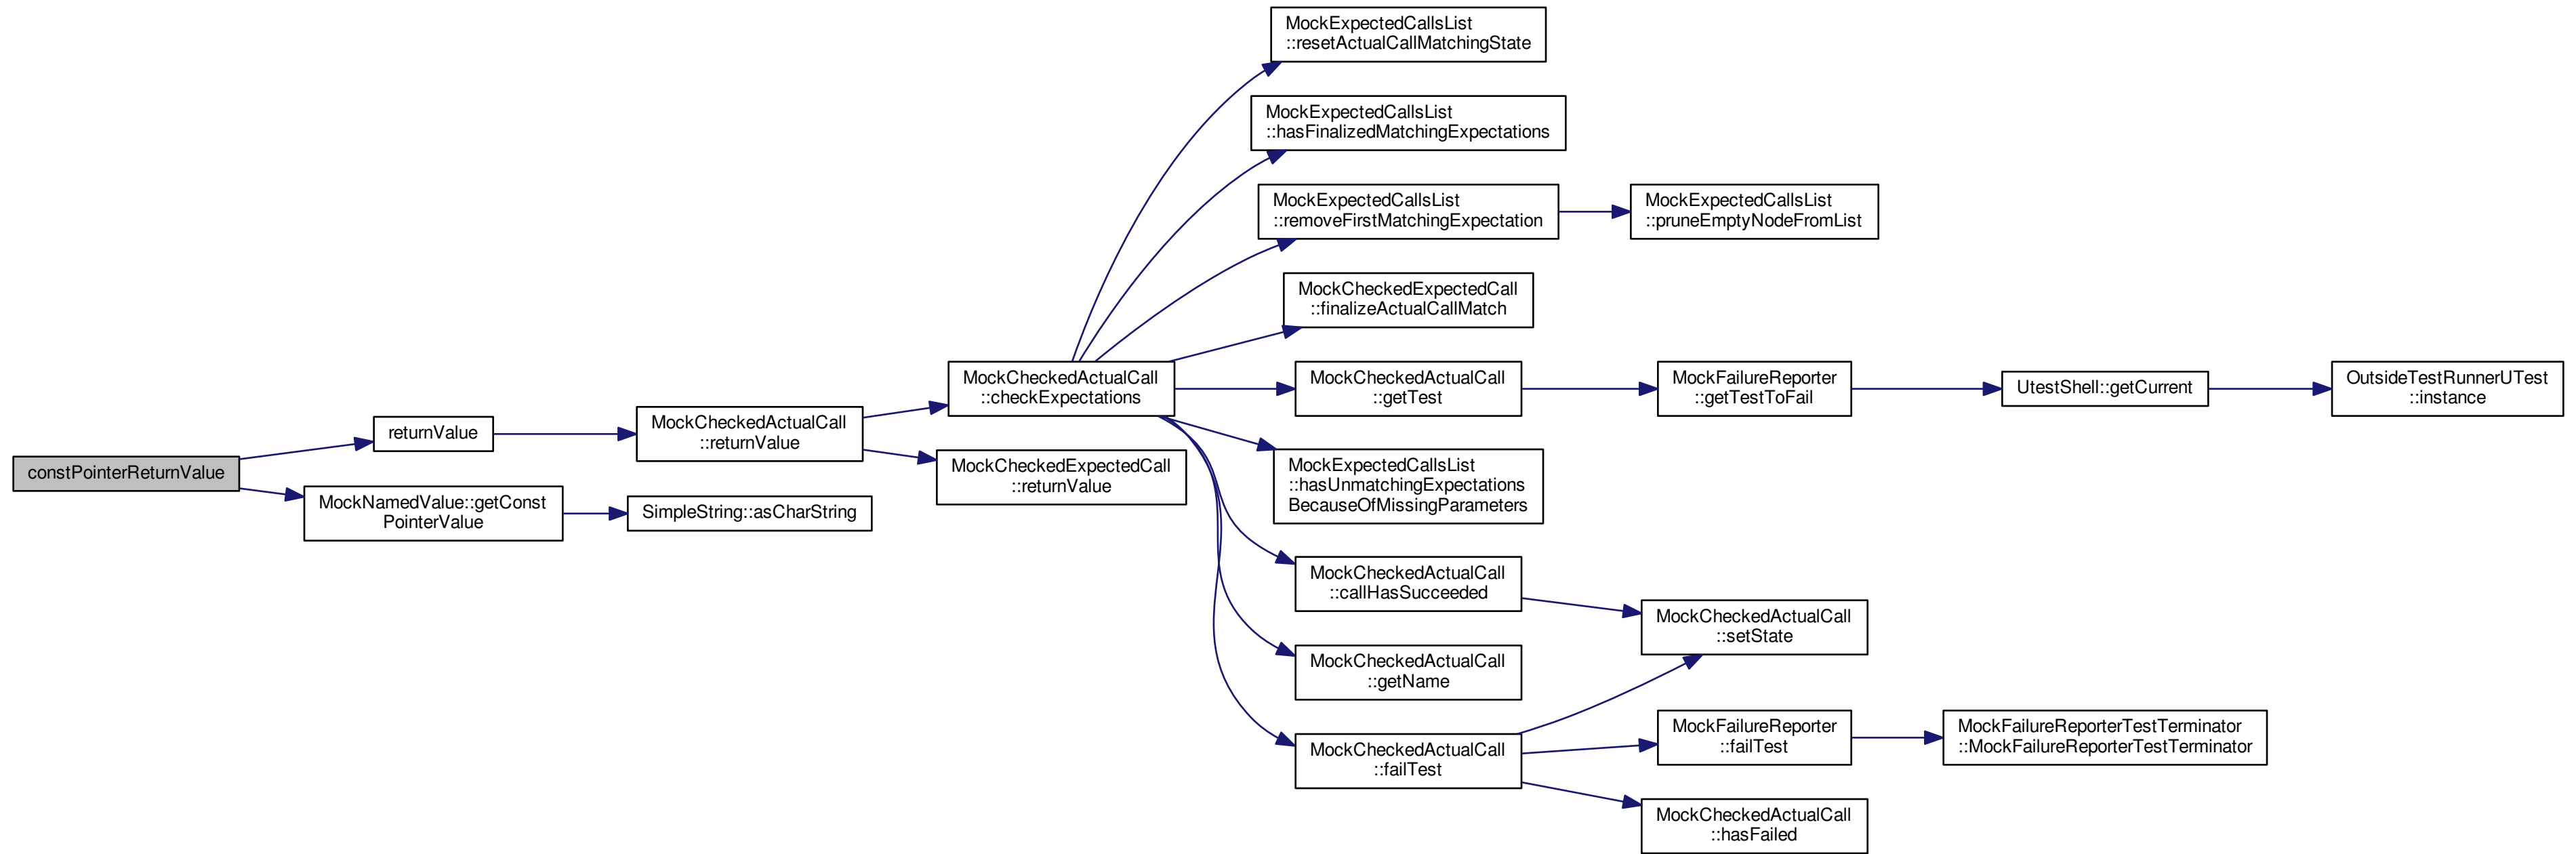 MockExpectedCallsList
::resetActualCallMatchingState
MockExpectedCallsList
::hasFinalizedMatchingExpectations
MockExpectedCallsList
::removeFirstMatchingExpectation
MockExpectedCallsList
::pruneEmptyNodeFromList
MockCheckedExpectedCall
::finalizeActualCallMatch
MockCheckedActualCall
::checkExpectations
MockCheckedActualCall
::getTest
MockFailureReporter
::getTestToFail
UtestShell::getCurrent
OutsideTestRunnerUTest
::instance
constPointerReturnValue
returnValue
MockCheckedActualCall
::returnValue
MockCheckedExpectedCall
::returnValue
MockNamedValue::getConst
PointerValue
SimpleString::asCharString
MockExpectedCallsList
::hasUnmatchingExpectations
BecauseOfMissingParameters
MockCheckedActualCall
::callHasSucceeded
MockCheckedActualCall
::setState
MockCheckedActualCall
::getName
MockCheckedActualCall
::failTest
MockFailureReporter
::failTest
MockFailureReporterTestTerminator
::MockFailureReporterTestTerminator
MockCheckedActualCall
::hasFailed